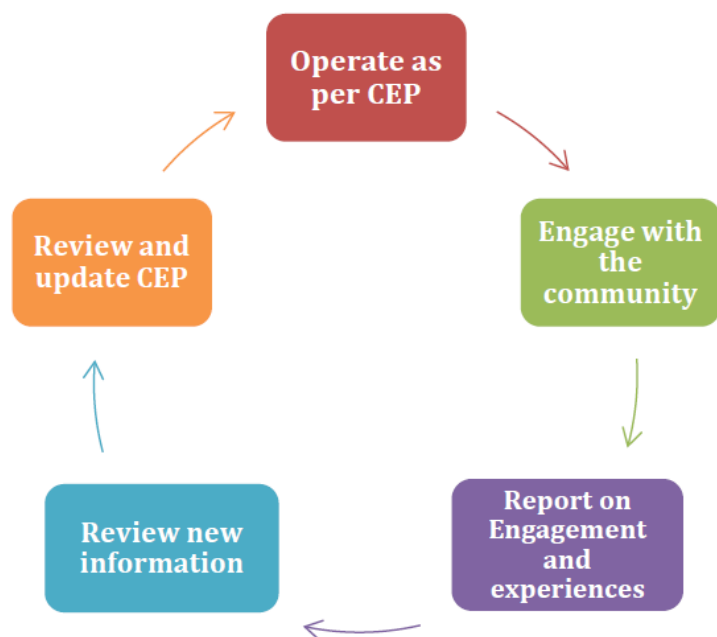 Operate as
per CEP
Engage with
the
community
Report on
Engagement
and
experiences
Review new
information
Review and
update CEP